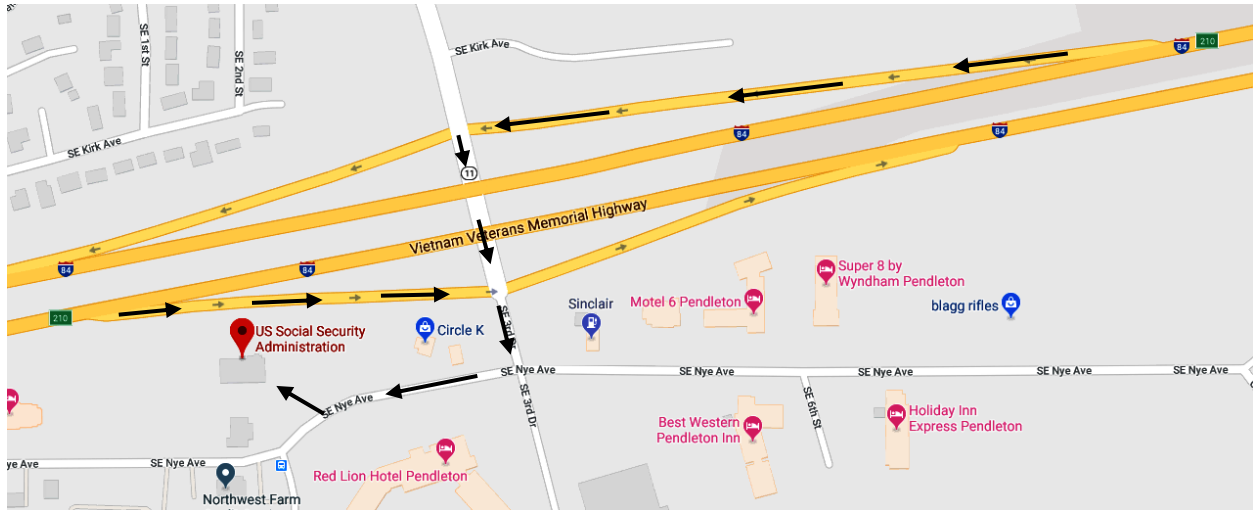 SE 1st St
SE 2nd St
SE Kirk Ave
SE Kirk Ave
210
84
84
84
11
Vietnam Veterans Memorial Highway
84
84
210
Super 8 by
Wyndham Pendleton
Motel 6 Pendleton
Sinclair
blagg rifles
US Social Security
Administration
Circle K
SE 3rd Dr
SE Nye Ave
SE Nye Ave
SE Nye Ave
SE Nye Ave
SE Nye Ave
SE 3rd Dr
SE 6th St
SE Nye Ave
Best Western
Pendleton Inn
Holiday Inn
Express Pendleton
ye Ave
SE Nye Ave
Red Lion Hotel Pendleton
Northwest Farm